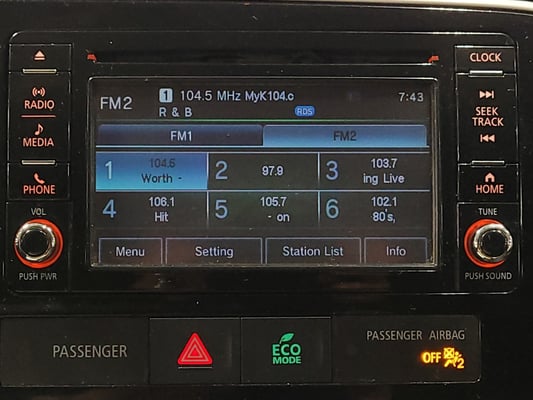 CLOCK
FM2 1 104.5 MHz MyK104.c 7:43
R & B RDS
RADIO
SEEK
TRACK
MEDIA
FM1 FM2
1 104.5 2 97.9 3 103.7
Worth - ing Live
PHONE
HOME
4 106.1 5 105.7 6 102.1
Hit - on 80's,
VOL
TUNE
Menu Setting Station List Info
PUSH PWR
PUSH SOUND
PASSENGER
ECO
MODE
PASSENGER AIRBAG
OFF 2